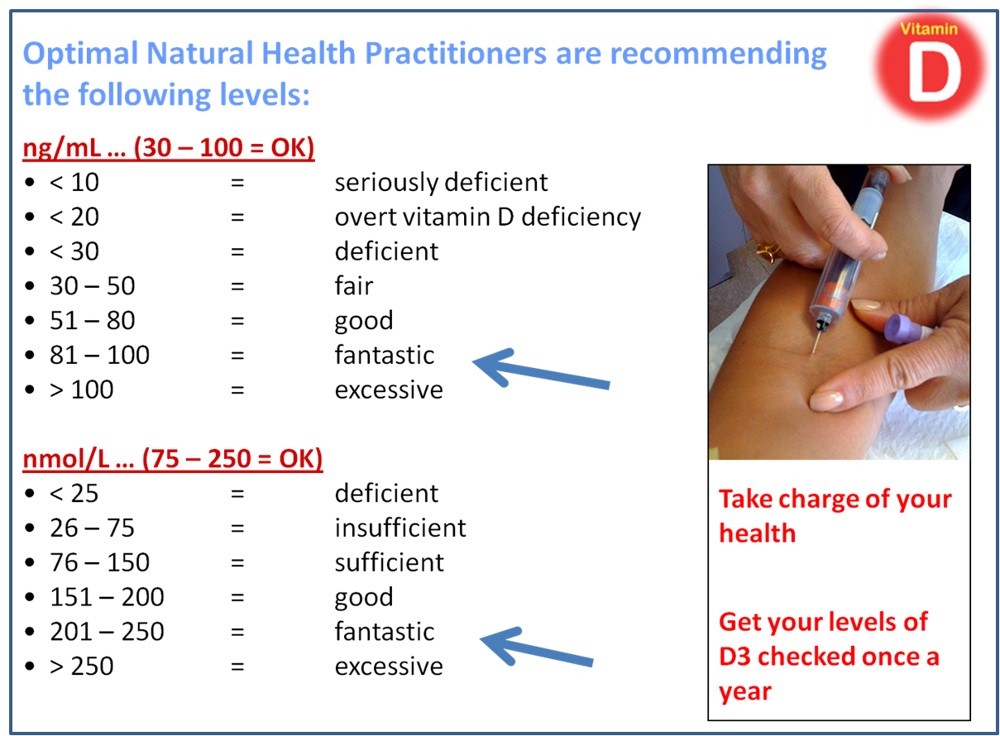 Optimal Natural Health Practitioners are recommending
the following levels:
Vitamin
D
ng/mL ... (30 – 100 = OK)
• < 10 = seriously deficient
• < 20 = overt vitamin D deficiency
• < 30 = deficient
• 30 – 50 = fair
• 51 – 80 = good
• 81 – 100 = fantastic
• > 100 = excessive
nmol/L ... (75 – 250 = OK)
• < 25 = deficient
• 26 – 75 = insufficient
• 76 – 150 = sufficient
• 151 – 200 = good
• 201 – 250 = fantastic
• > 250 = excessive
Take charge of your
health
Get your levels of
D3 checked once a
year